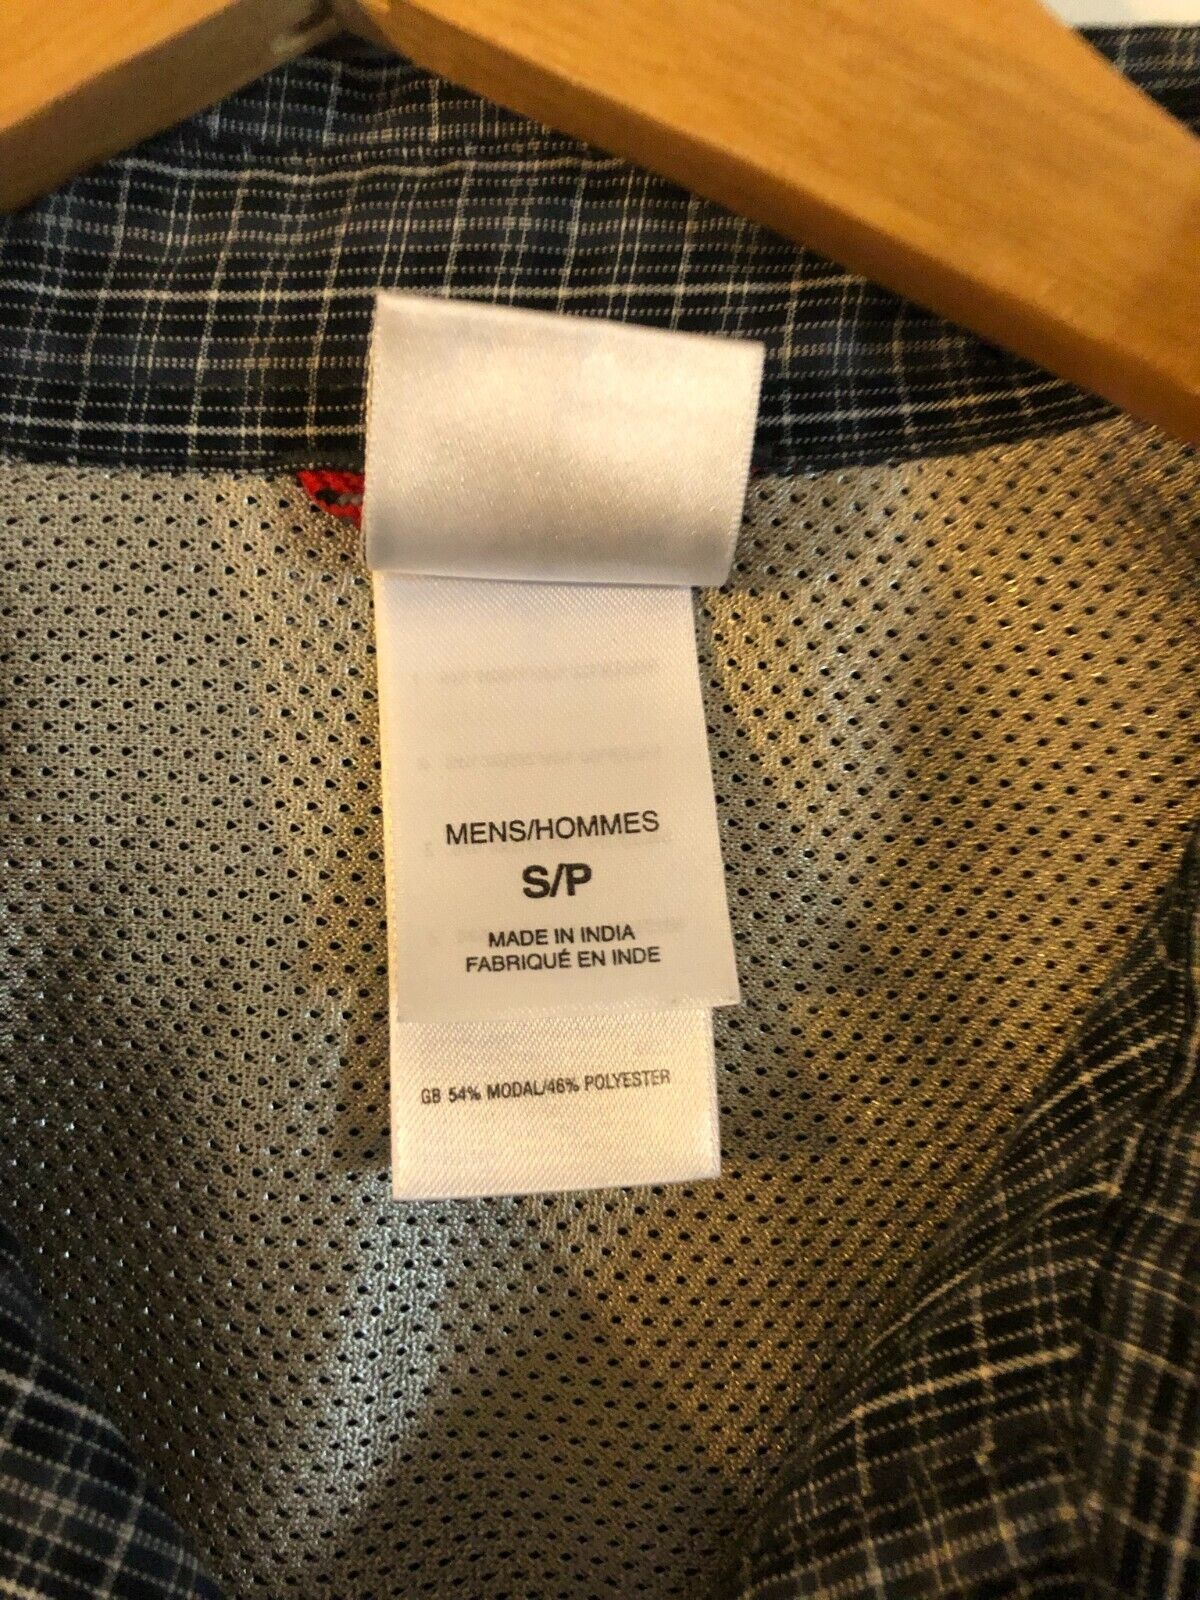 MENS/HOMMES
S/P
MADE IN INDIA
FABRIQUÉ EN INDE
GB 54% MODAL/46% POLYESTER